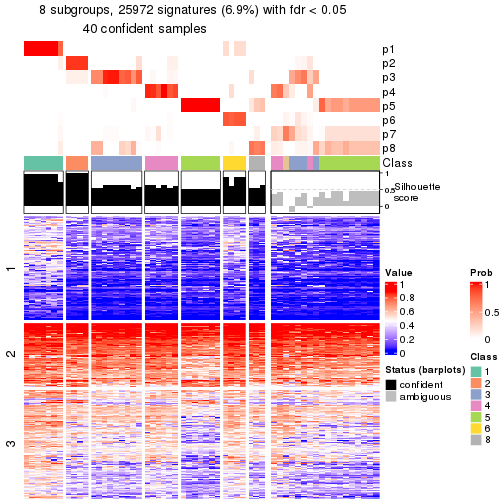 8 subgroups, 25972 signatures (6.9%) with fdr < 0.05
40 confident samples
p1
p2
p3
p4
p5
p6
p7
p8
Class
1
0.5
0
Silhouette
score
1
2
3
Value
1
0.8
0.6
0.4
0.2
0
Status (barplots)
confident
ambiguous
Prob
1
0.5
0
Class
1
2
3
4
5
6
8